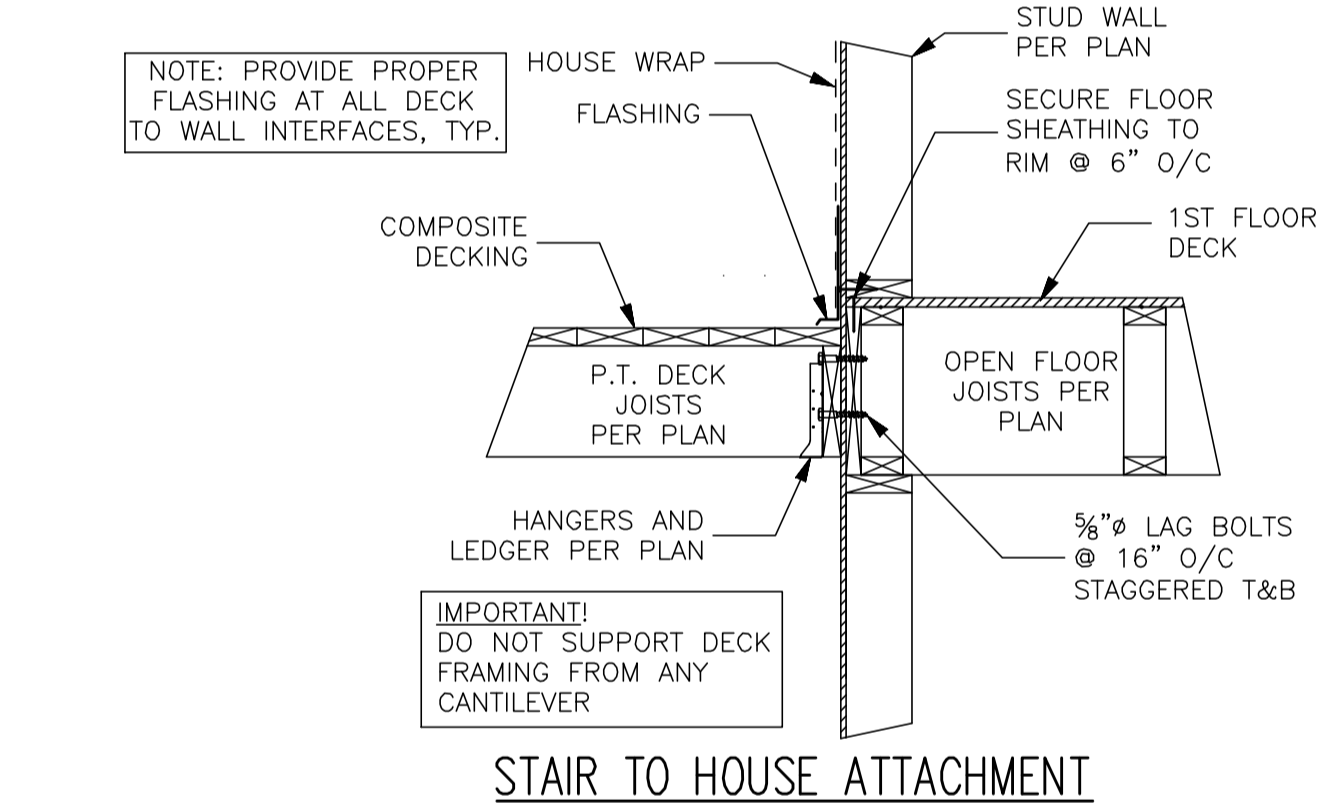 NOTE: PROVIDE PROPER
FLASHING AT ALL DECK
TO WALL INTERFACES, TYP.
HOUSE WRAP
FLASHING
STUD WALL
PER PLAN
SECURE FLOOR
SHEATHING TO
RIM @ 6" O/C
COMPOSITE
DECKING
1ST FLOOR
DECK
P.T. DECK
JOISTS
PER PLAN
OPEN FLOOR
JOISTS PER
PLAN
HANGERS AND
LEDGER PER PLAN
⅝"ø LAG BOLTS
@ 16" O/C
STAGGERED T&B
IMPORTANT!
DO NOT SUPPORT DECK
FRAMING FROM ANY
CANTILEVER
STAIR TO HOUSE ATTACHMENT